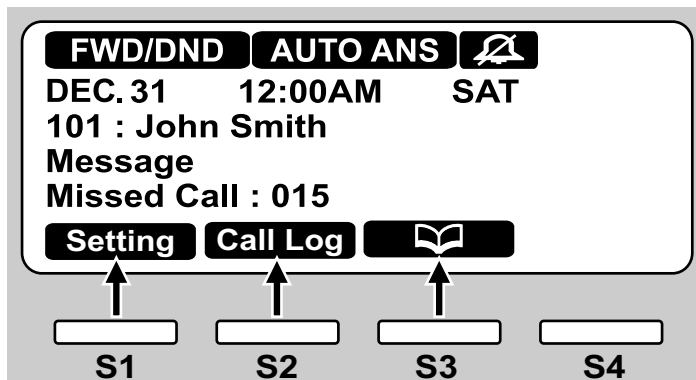 FWD/DND AUTO ANS
DEC. 31 12:00AM SAT
101 : John Smith
Message
Missed Call : 015
Setting Call Log
S1 S2 S3 S4